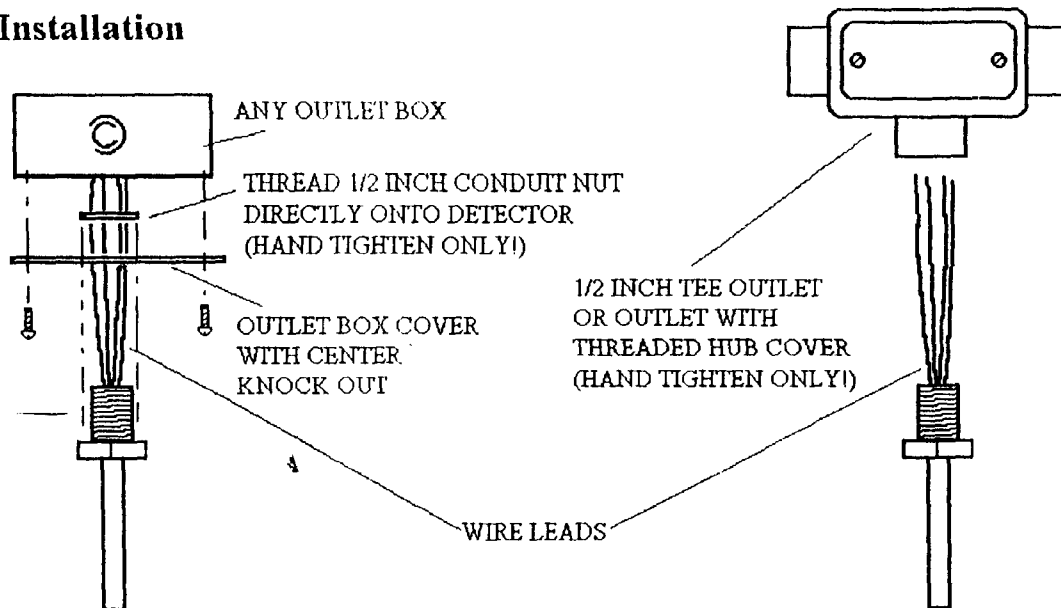 Installation
ANY OUTLET BOX
THREAD 1/2 INCH CONDUIT NUT
DIRECTLY ONTO DETECTOR
(HAND TIGHTEN ONLY!)
OUTLET BOX COVER
WITH CENTER
KNOCK OUT
1/2 INCH TEE OUTLET
OR OUTLET WITH
THREADED HUB COVER
(HAND TIGHTEN ONLY!)
WIRE LEADS